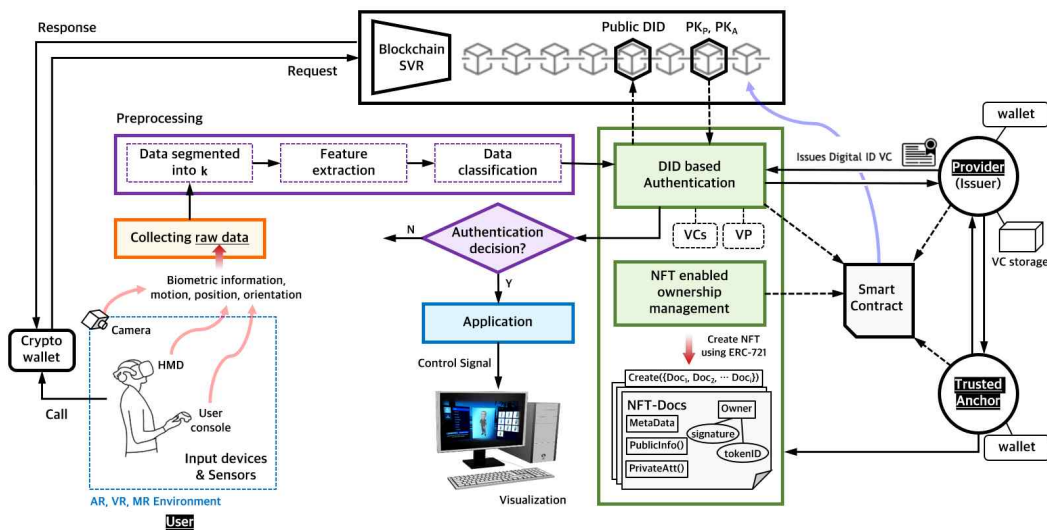 Response
Request
Blockchain
SVR
Public DID
PKP, PKA
wallet
Preprocessing
Data segmented
into k
Feature
extraction
Data
classification
DID based
Authentication
Issues Digital ID VC
Provider
(Issuer)
VCs
VP
VC storage
Collecting raw data
N
Authentication
decision?
Y
Biometric information,
motion, position, orientation
NFT enabled
ownership
management
Smart
Contract
Camera
Crypto
wallet
Application
HMD
Create NFT
using ERC-721
Control Signal
Call
User
console
Create({Doc1, Doc2, ... Doci})
NFT-Docs
Owner
MetaData
signature
PublicInfo()
tokenID
PrivateAtt()
Trusted
Anchor
wallet
Input devices
& Sensors
Visualization
AR, VR, MR Environment
User